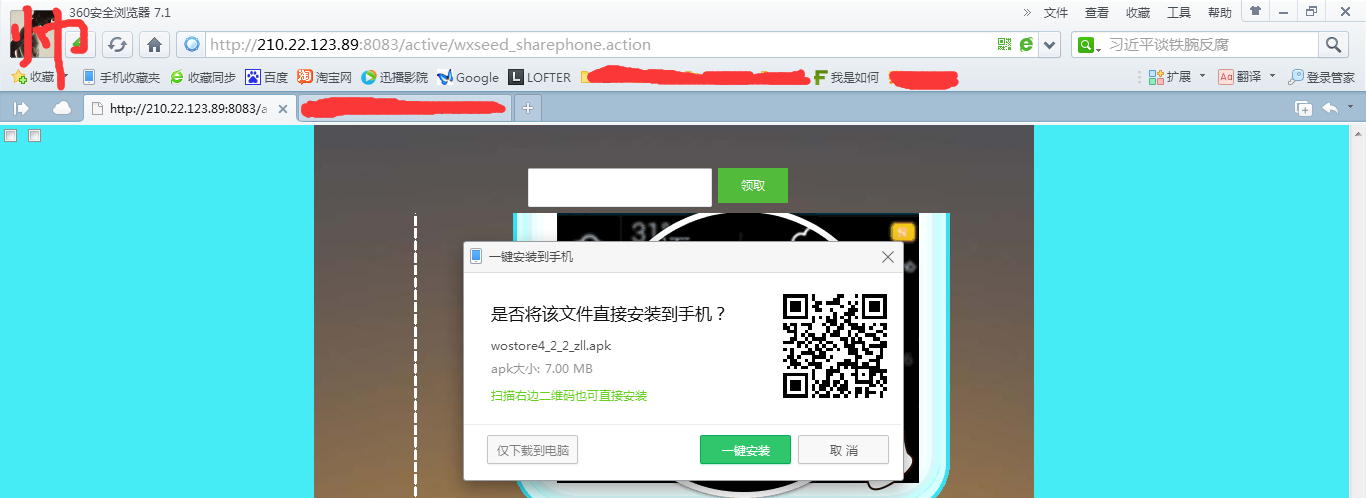 360安全浏览器 7.1
» 文件 查看 收藏 工具 帮助
帅
http://210.22.123.89:8083/active/wxseed_sharephone.action
习近平谈铁腕反腐
收藏 手机收藏夹 收藏同步 百度 淘宝网 迅播影院 Google LOFTER 我是如何 扩展 翻译 登录管家
http://210.22.123.89:8083/a
领取
31°
一键安装到手机
是否将该文件直接安装到手机？
wostore4_2_2_zll.apk
apk大小: 7.00 MB
扫描右边二维码也可直接安装
仅下载到电脑 一键安装 取 消